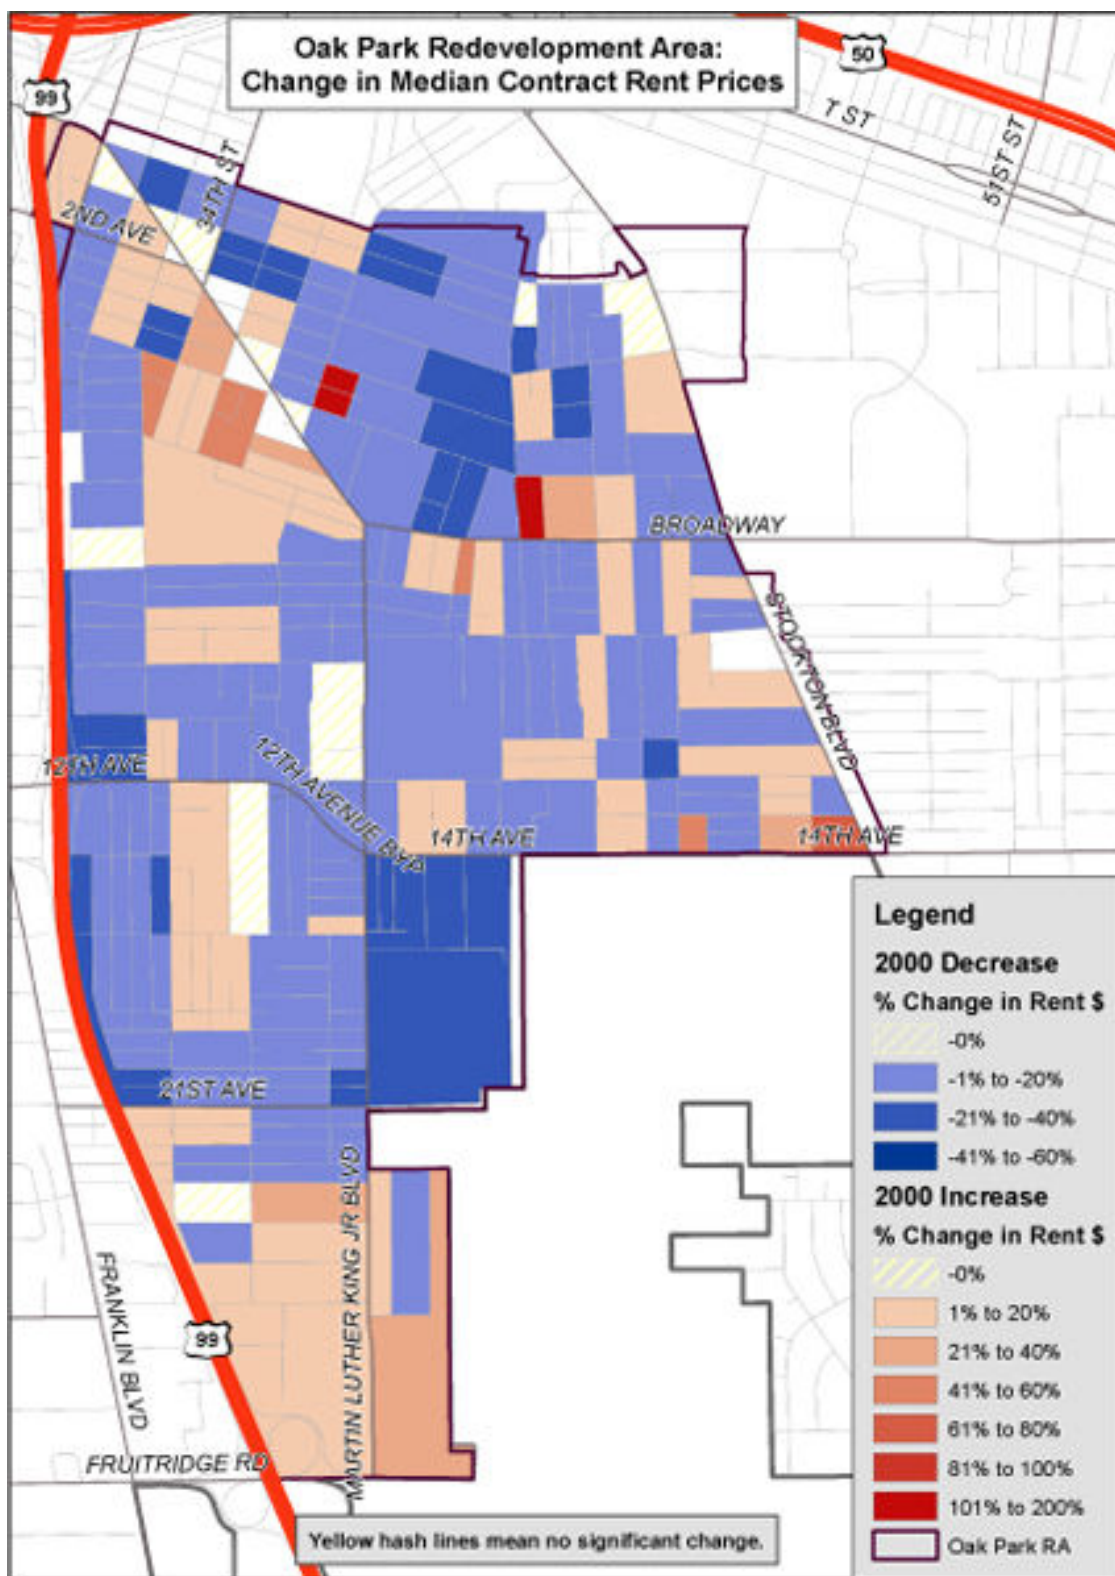 Oak Park Redevelopment Area:
Change in Median Contract Rent Prices
50
99
T ST
51ST ST
34TH ST
2ND AVE
BROADWAY
STOCKTON BLVD
12TH AVE
12TH AVENUE BYP
14TH AVE
14TH AVE
21ST AVE
MARTIN LUTHER KING JR BLVD
FRANKLIN BLVD
99
FRUITRIDGE RD
Yellow hash lines mean no significant change.
Legend
2000 Decrease
% Change in Rent $
-0%
-1% to -20%
-21% to -40%
-41% to -60%
2000 Increase
% Change in Rent $
-0%
1% to 20%
21% to 40%
41% to 60%
61% to 80%
81% to 100%
101% to 200%
Oak Park RA